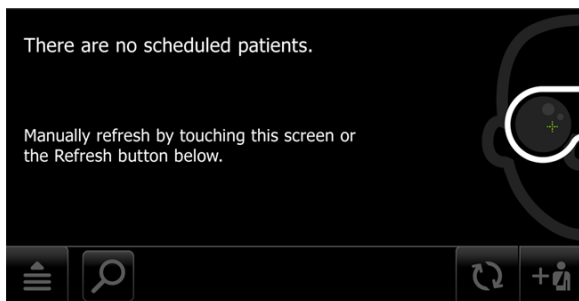 There are no scheduled patients.
Manually refresh by touching this screen or
the Refresh button below.